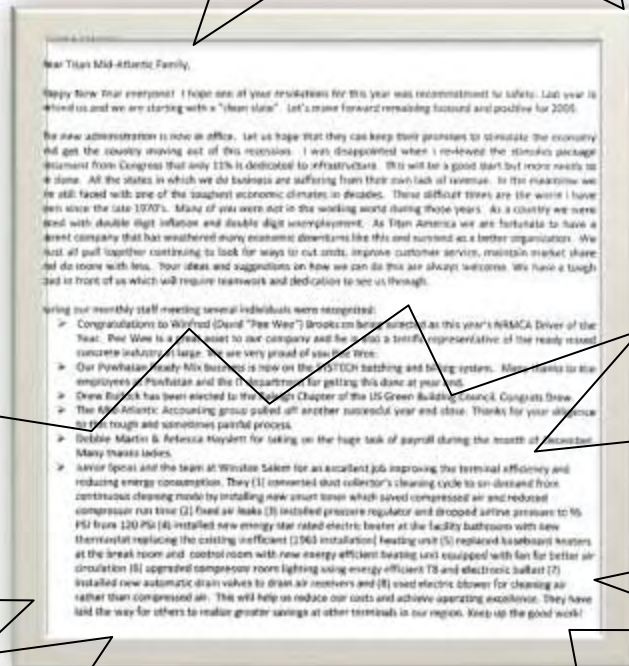 ear Titan Mid-Atlantic Family,
appy New Year everyone! I hope one of your resolutions for this year was recommitment to safety. Last year is
ehind us and we are starting with a "clean slate". Let's move forward remaining focused and positive for 2009.
he new administration is now in office. Let us hope that they can keep their promises to stimulate the economy
nd get the country moving out of this recession. I was disappointed when I reviewed the stimulus package
ocument from Congress that only 11% is dedicated to infrastructure. This will be a good start but more needs to
e done. All the states in which we do business are suffering from their own lack of revenue. In the meantime we
re still faced with one of the toughest economic climates in decades. These difficult times are the worst I have
een since the late 1970's. Many of you were not in the working world during those years. As a country we were
aced with double digit inflation and double digit unemployment. As Titan America we are fortunate to have a
arent company that has weathered many economic downturns like this and survived as a better organization. We
ust all pull together continuing to look for ways to cut costs, improve customer service, maintain market share
nd do more with less. Your ideas and suggestions on how we can do this are always welcome. We have a tough
oad in front of us which will require teamwork and dedication to see us through.
uring our monthly staff meeting several individuals were recognized:
➢ Congratulations to Winfred (David "Pee Wee") Brooks on being selected as this year's NRMCA Driver of the
Year. Pee Wee is a great asset to our company and he is also a terrific representative of the ready mixed
concrete industry at large. We are very proud of you Pee Wee.
➢ Our Powhatan Ready Mix business is now on the SYSTECH batching and billing system. Many thanks to the
employees at Powhatan and the IT department for getting this done at year end.
➢ Drew has been elected to the Raleigh Chapter of the US Green Building Council. Congrats Drew.
➢ The Mid-Atlantic Accounting group pulled off another successful year end close. Thanks for your diligence
to this tough and sometimes painful process.
➢ Debbie Martin & Rebecca Hayslett for taking on the huge task of payroll during the month of December.
Many thanks ladies.
➢ Junior Spears and the team at Winston Salem for an excellent job improving the terminal efficiency and
reducing energy consumption. They (1) converted dust collector's cleaning cycle to on-demand from
continuous cleaning mode by installing new smart timer which saved compressed air and reduced
compressor run time (2) fixed air leaks (3) installed pressure regulator and dropped airline pressure to 95
PSI from 120 PSI (4) installed new energy star rated electric heater at the facility bathroom with new
thermostat replacing the existing inefficient (1963 installation) heating unit (5) replaced baseboard heaters
at the break room and control room with new energy efficient heating unit equipped with fan for better air
circulation (6) upgraded compressor room lighting using energy efficient T8 and electronic ballast (7)
installed new automatic drain valves to drain air receivers and (8) used electric blower for cleaning air
rather than compressed air. This will help us reduce our costs and achieve operating excellence. They have
laid the way for others to realize greater savings at other terminals in our region. Keep up the good work!